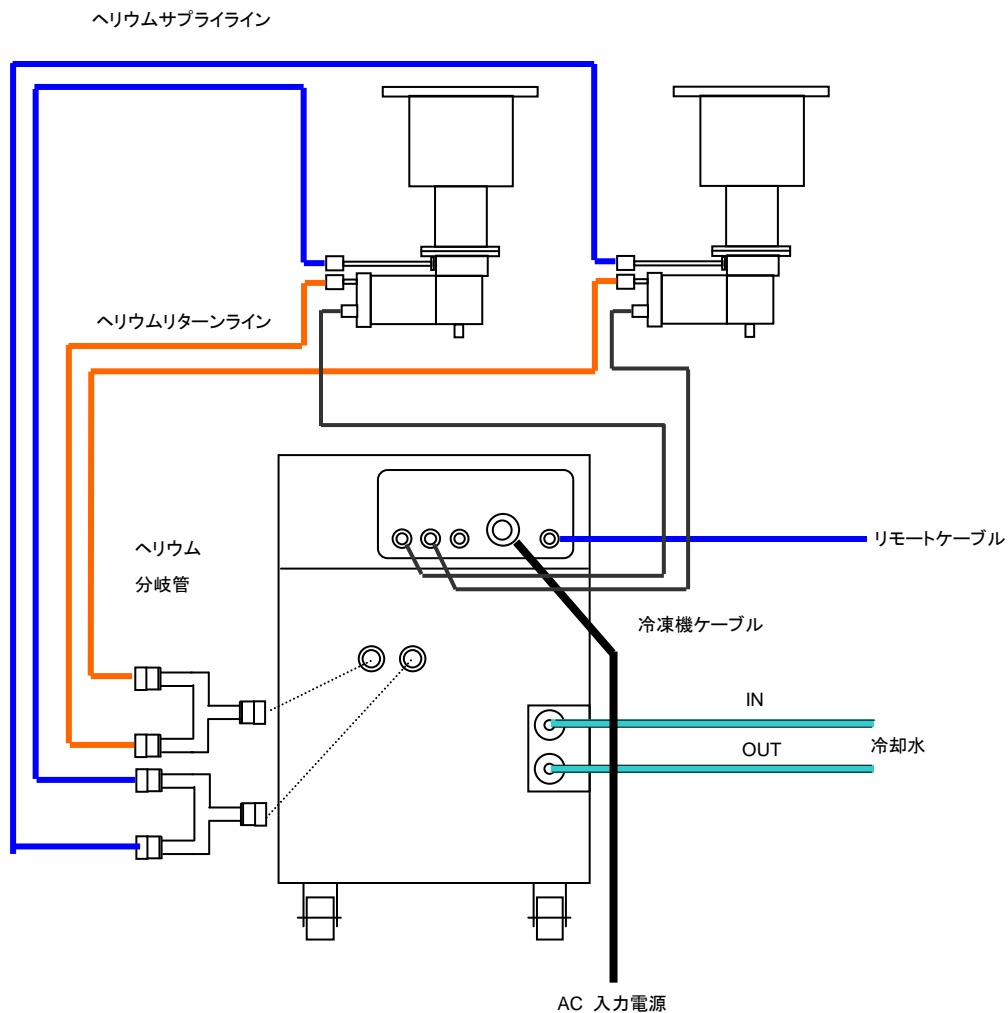 ヘリウムサプライライン
ヘリウムリターンライン
ヘリウム
分岐管
リモートケーブル
冷凍機ケーブル
IN
OUT
冷却水
AC 入力電源